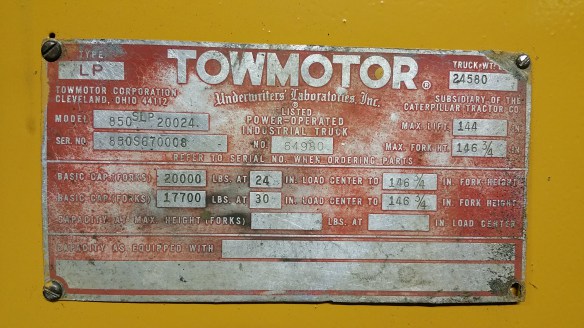 TYPE
LP
TOWMOTOR®
TRUCK WT.
24580
TOWMOTOR CORPORATION
CLEVELAND, OHIO 44112
Underwriters' Laboratories Inc.
LISTED
POWER-OPERATED
INDUSTRIAL TRUCK
SUBSIDIARY OF THE
CATERPILLAR TRACTOR CO
MODEL 850 SLP 20024
MAX. LIFT 144 IN
SER. NO. 880S670008 NO. 64980 MAX. FORK HT 146 3/4 IN
REFER TO SERIAL NO. WHEN ORDERING PARTS
BASIC CAP. (FORKS) 20000 LBS. AT 24 IN. LOAD CENTER TO 146 3/4 IN FORK HEIGHT
BASIC CAP. (FORKS) 17700 LBS. AT 30 IN. LOAD CENTER TO 146 3/4 IN FORK HEIGHT
CAPACITY AT MAX. HEIGHT (FORKS) LBS. AT IN LOAD CENTER
CAPACITY AS EQUIPPED WITH